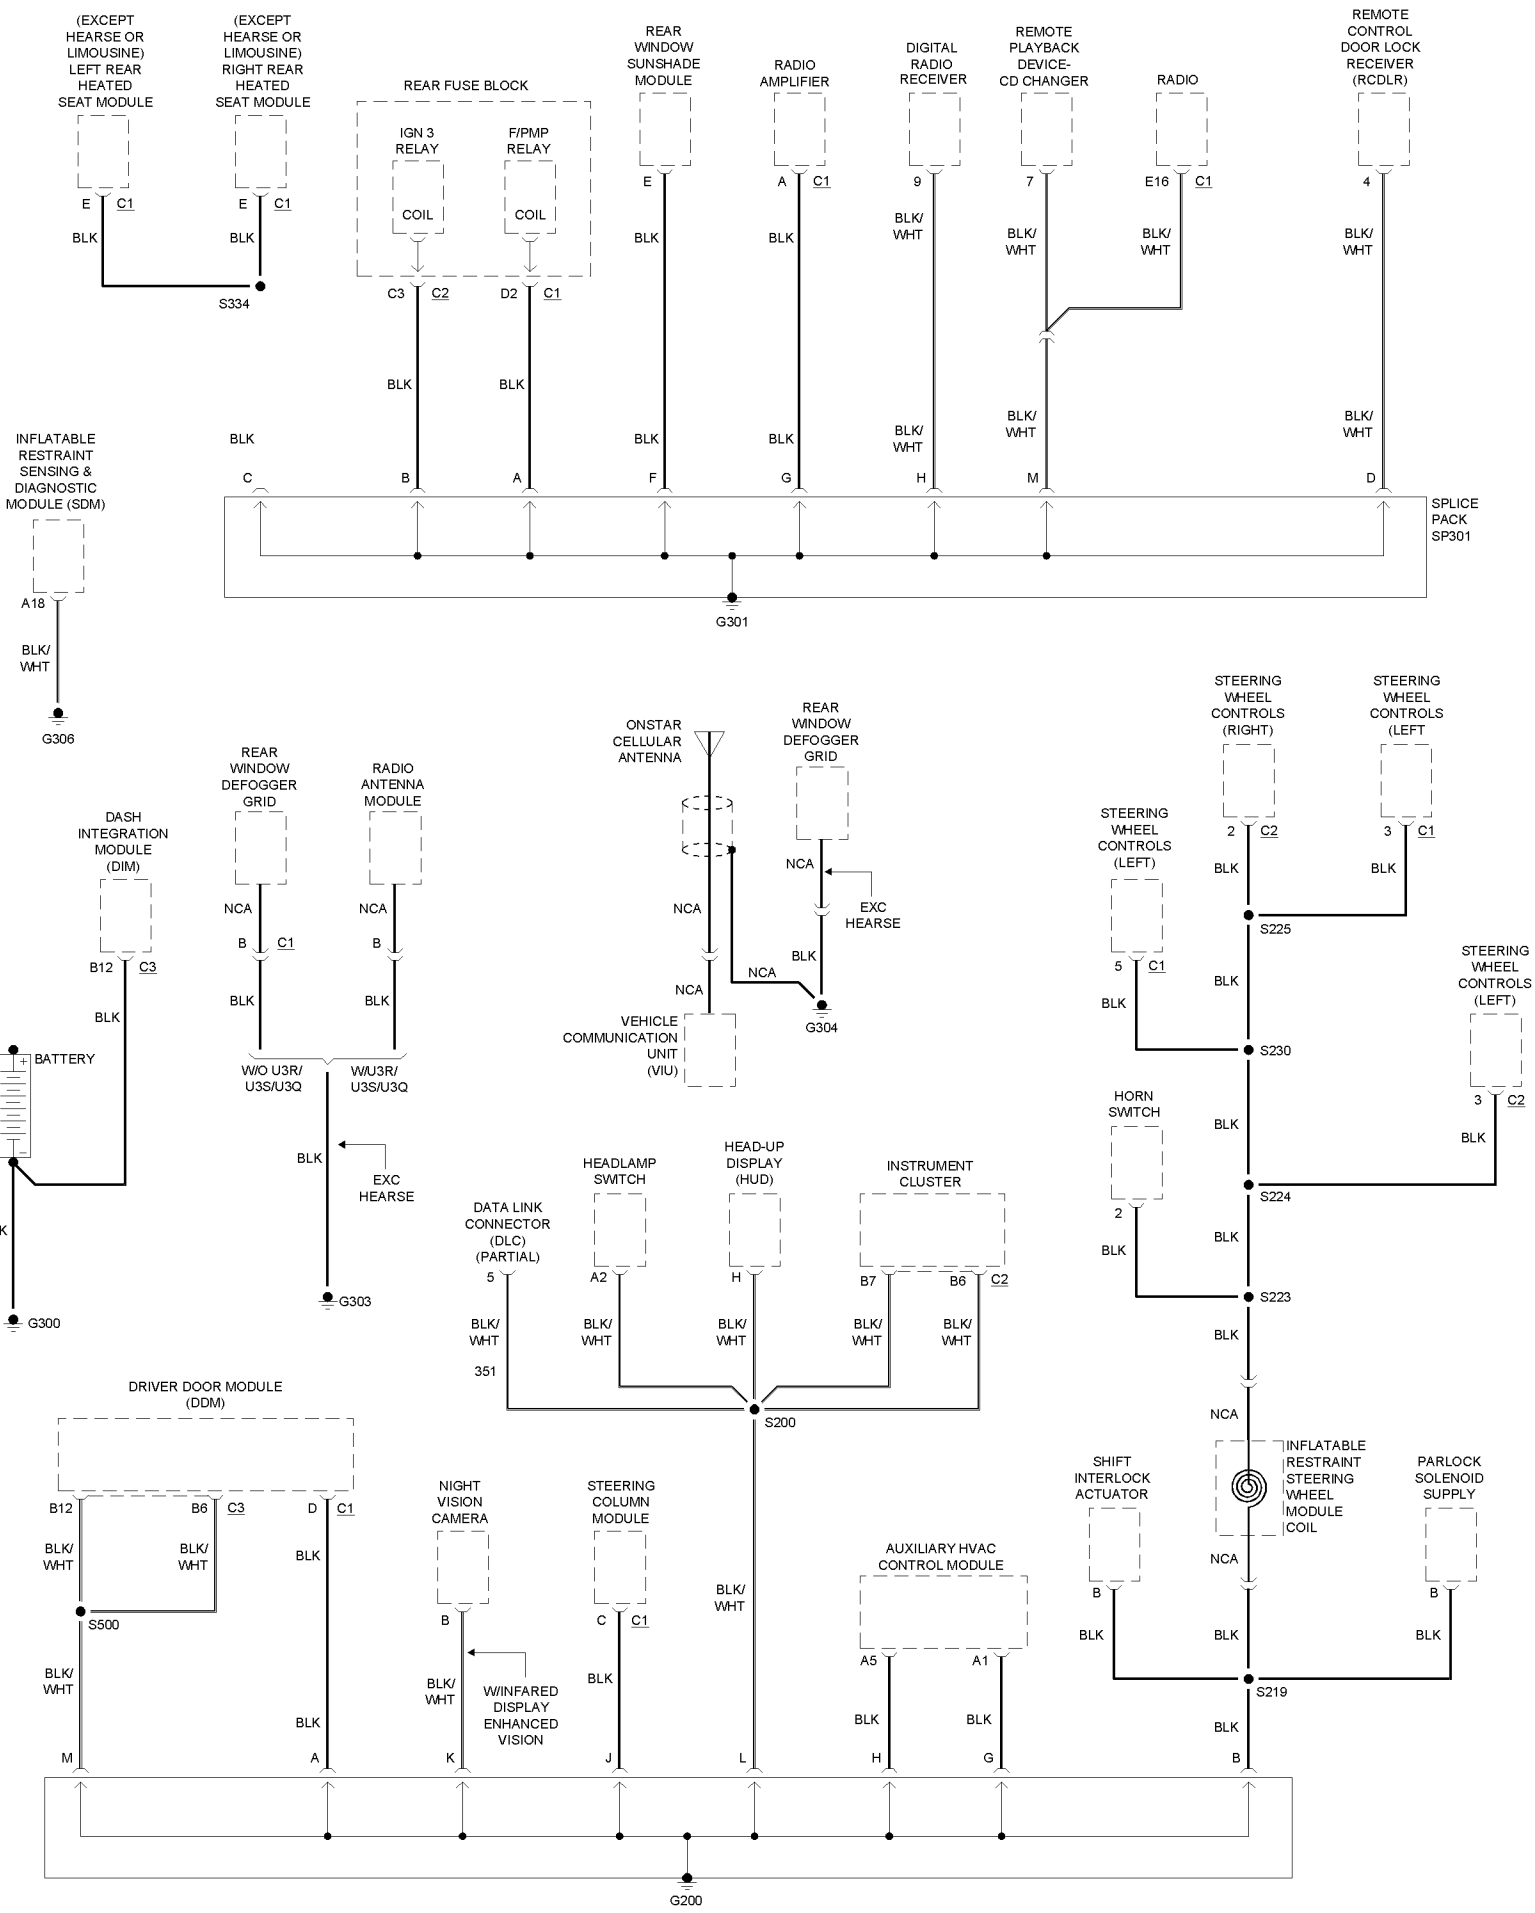 (EXCEPT
HEARSE OR
LIMOUSINE)
LEFT REAR
HEATED
SEAT MODULE
(EXCEPT
HEARSE OR
LIMOUSINE)
RIGHT REAR
HEATED
SEAT MODULE
REAR FUSE BLOCK
IGN 3
RELAY
F/PMP
RELAY
COIL
COIL
REAR
WINDOW
SUNSHADE
MODULE
RADIO
AMPLIFIER
DIGITAL
RADIO
RECEIVER
REMOTE
PLAYBACK
DEVICE-
CD CHANGER
RADIO
REMOTE
CONTROL
DOOR LOCK
RECEIVER
(RCDLR)
E C1
E C1
C3 C2
D2 C1
E
A C1
9
7
E16 C1
4
BLK
BLK
BLK
BLK
BLK/
WHT
BLK/
WHT
BLK/
WHT
BLK/
WHT
S334
BLK
BLK
BLK
BLK
BLK
BLK/
WHT
BLK/
WHT
BLK/
WHT
C
B
A
F
G
H
M
D
SPLICE
PACK
SP301
G301
INFLATABLE
RESTRAINT
SENSING &
DIAGNOSTIC
MODULE (SDM)
A18
BLK/
WHT
G306
DASH
INTEGRATION
MODULE
(DIM)
B12 C3
BLK
BATTERY
+
-
K
G300
REAR
WINDOW
DEFOGGER
GRID
RADIO
ANTENNA
MODULE
NCA
NCA
B C1
B
BLK
BLK
W/O U3R/
U3S/U3Q
W/U3R/
U3S/U3Q
BLK
EXC
HEARSE
G303
ONSTAR
CELLULAR
ANTENNA
REAR
WINDOW
DEFOGGER
GRID
NCA
EXC
HEARSE
NCA
BLK
NCA
NCA
G304
VEHICLE
COMMUNICATION
UNIT
(VIU)
STEERING
WHEEL
CONTROLS
(RIGHT)
STEERING
WHEEL
CONTROLS
(LEFT
2 C2
3 C1
BLK
BLK
S225
STEERING
WHEEL
CONTROLS
(LEFT)
5 C1
BLK
BLK
S230
STEERING
WHEEL
CONTROLS
(LEFT)
3 C2
BLK
BLK
S224
HORN
SWITCH
2
BLK
BLK
S223
BLK
NCA
INFLATABLE
RESTRAINT
STEERING
WHEEL
MODULE
COIL
NCA
DATA LINK
CONNECTOR
(DLC)
(PARTIAL)
HEADLAMP
SWITCH
HEAD-UP
DISPLAY
(HUD)
INSTRUMENT
CLUSTER
5
A2
H
B7
B6 C2
BLK/
WHT
BLK/
WHT
BLK/
WHT
BLK/
WHT
BLK/
WHT
351
S200
DRIVER DOOR MODULE
(DDM)
B12
B6 C3
D C1
BLK/
WHT
BLK/
WHT
BLK
S500
BLK/
WHT
BLK
NIGHT
VISION
CAMERA
B
BLK/
WHT
W/INFARED
DISPLAY
ENHANCED
VISION
STEERING
COLUMN
MODULE
C C1
BLK
BLK/
WHT
AUXILIARY HVAC
CONTROL MODULE
A5
A1
BLK
BLK
SHIFT
INTERLOCK
ACTUATOR
B
BLK
PARLOCK
SOLENOID
SUPPLY
B
BLK
BLK
S219
BLK
M
A
K
J
L
H
G
B
G200